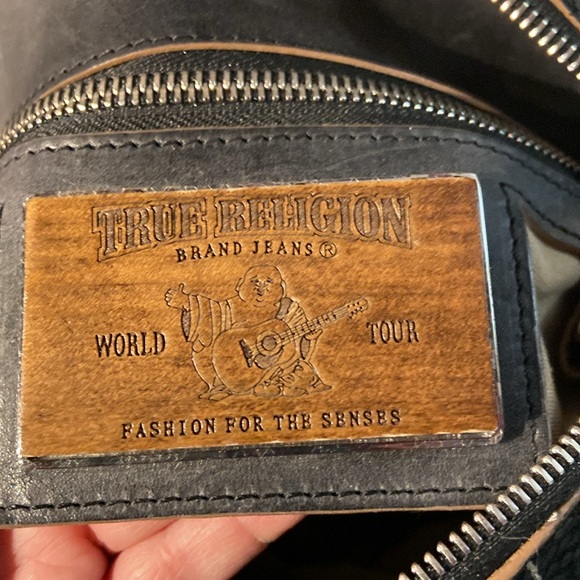 TRUE RELIGION
BRAND JEANS®
WORLD TOUR
FASHION FOR THE SENSES